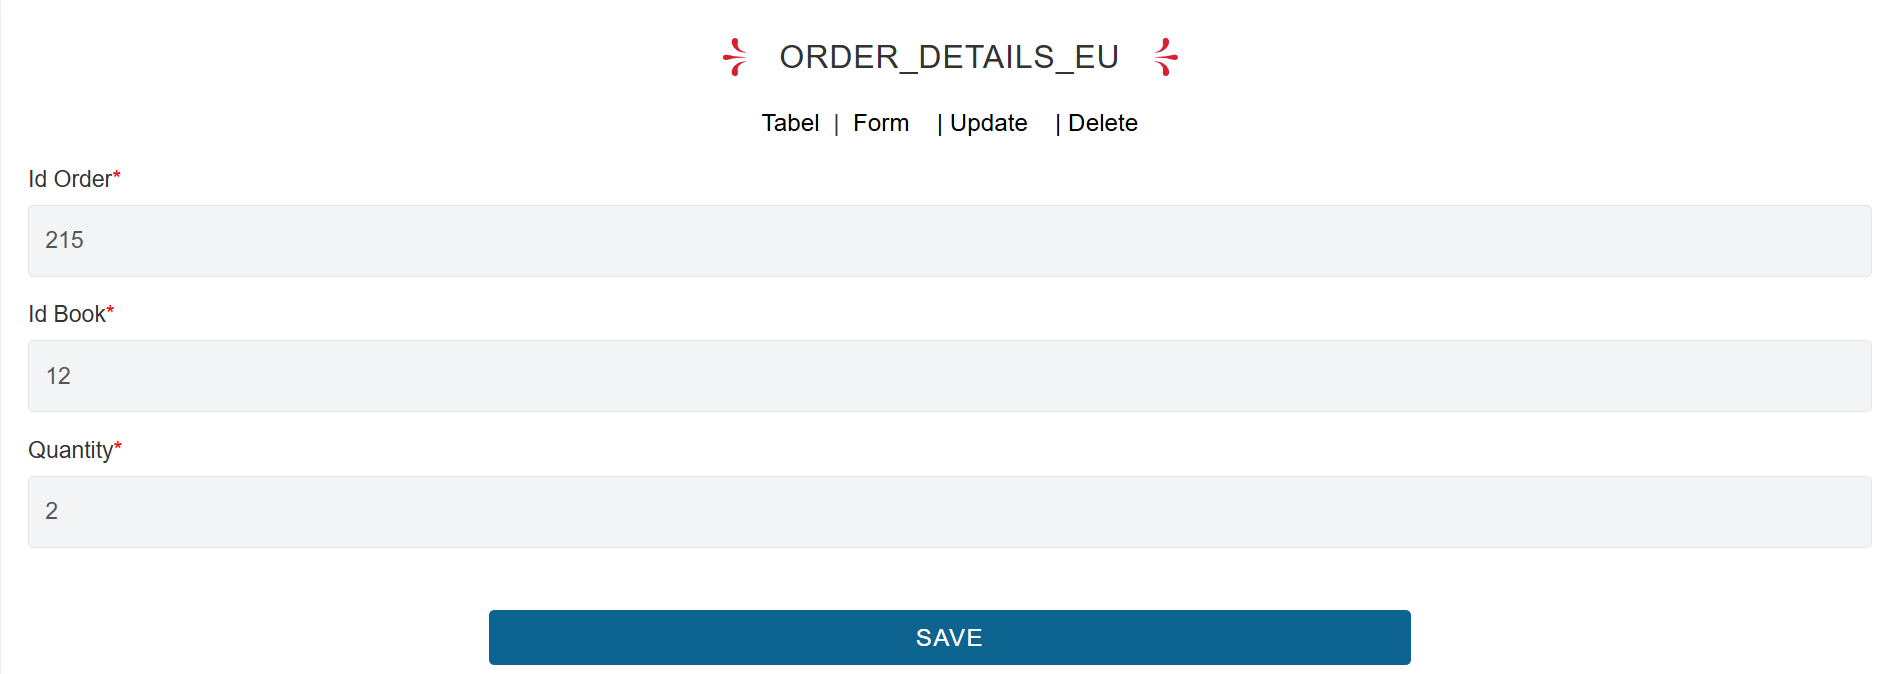 ORDER_DETAILS_EU
Tabel | Form | Update | Delete
Id Order*
215
Id Book*
12
Quantity*
2
SAVE